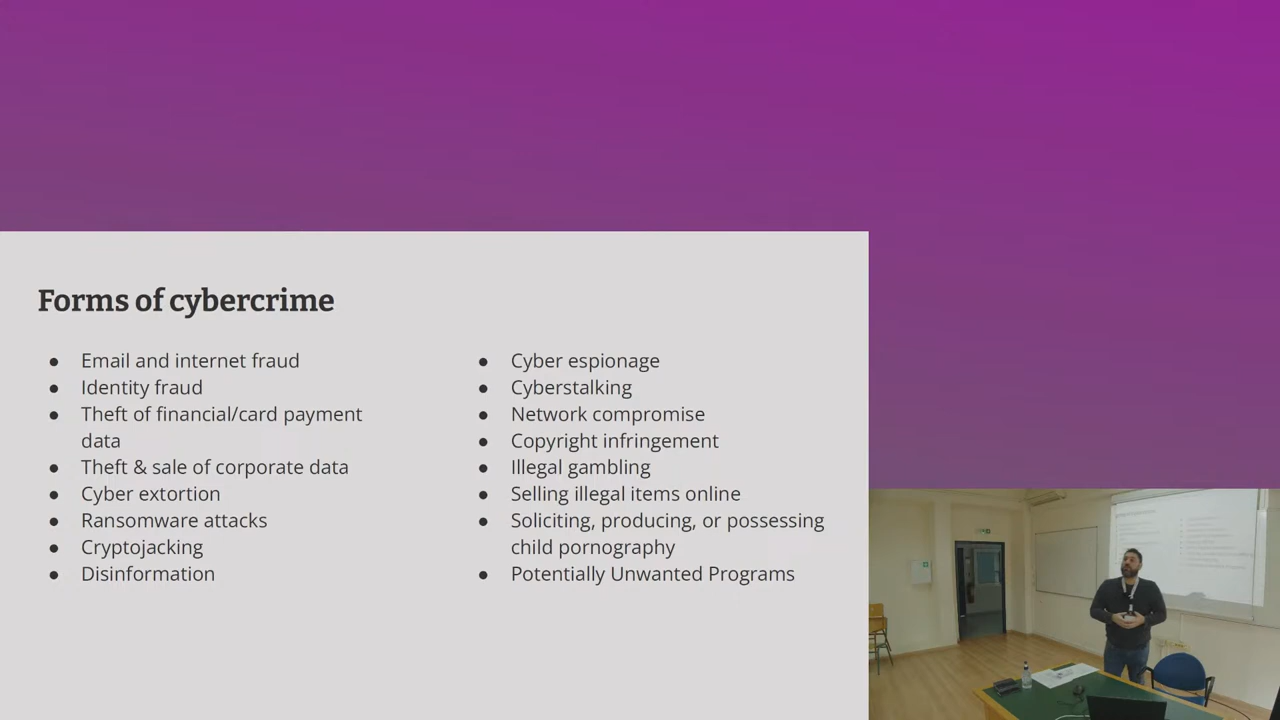 Forms of cybercrime
● Email and internet fraud
● Identity fraud
● Theft of financial/card payment
data
● Theft & sale of corporate data
● Cyber extortion
● Ransomware attacks
● Cryptojacking
● Disinformation
● Cyber espionage
● Cyberstalking
● Network compromise
● Copyright infringement
● Illegal gambling
● Selling illegal items online
● Soliciting, producing, or possessing
child pornography
● Potentially Unwanted Programs